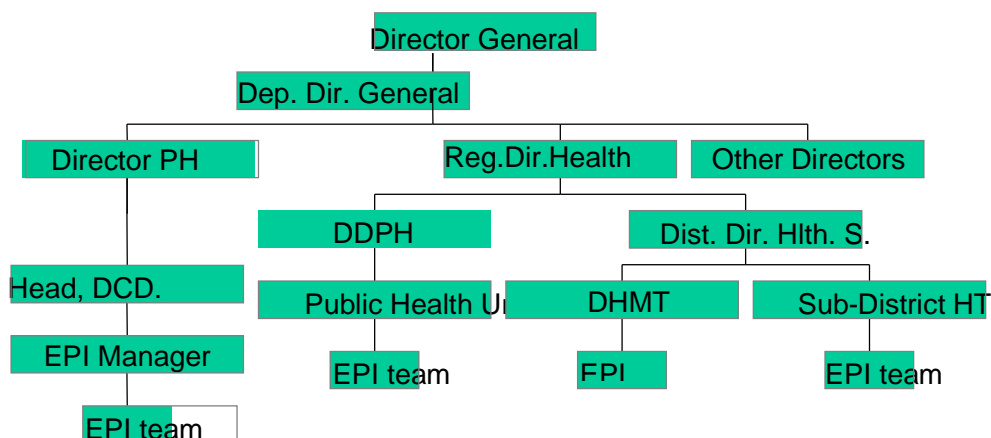 Director General
Dep. Dir. General
Director PH
Reg.Dir.Health
Other Directors
DDPH
Dist. Dir. Hlth. S.
Head, DCD.
Public Health
DHMT
Sub-District HT
EPI Manager
EPI team
EPI
EPI team
EPI team